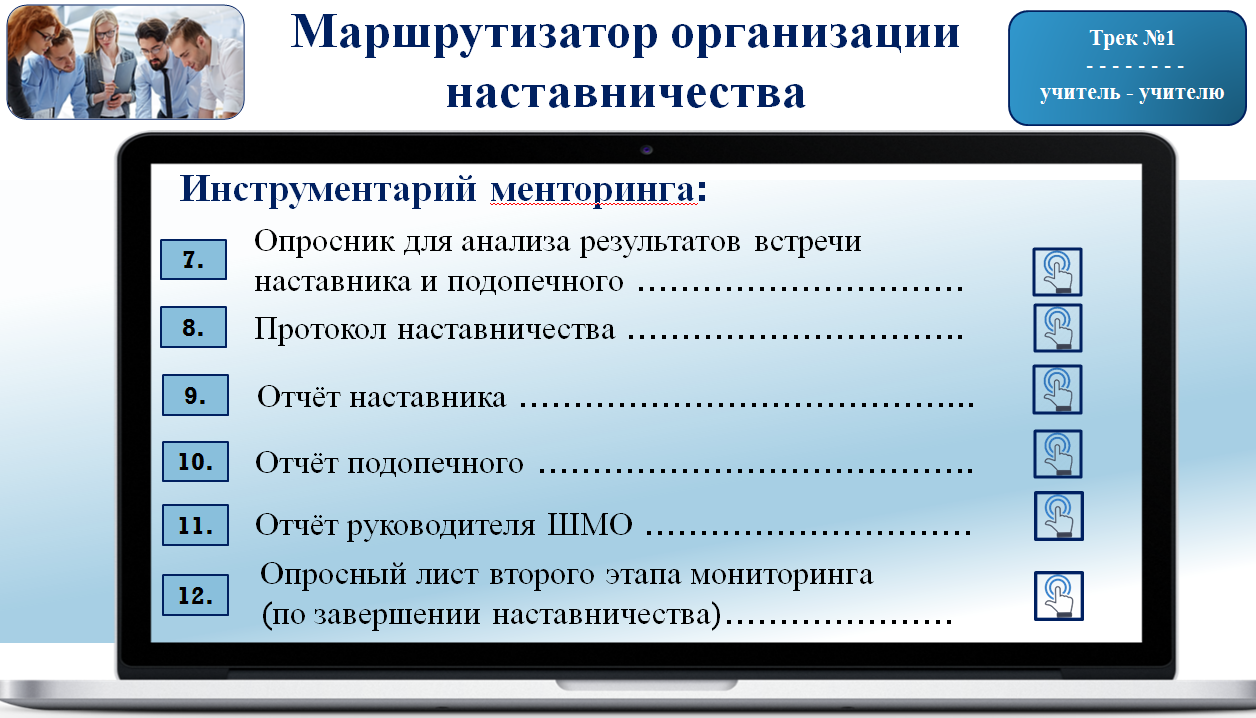 Маршрутизатор организации
наставничества
Трек №1
- - - - - - - -
учитель - учителю
Инструментарий менторинга:
7.
Опросник для анализа результатов встречи
наставника и подопечного …………………………
8.
Протокол наставничества ………………………….
9.
Отчёт наставника …………………………………...
10.
Отчёт подопечного ………………………………….
11.
Отчёт руководителя ШМО …………………………
12.
Опросный лист второго этапа мониторинга
(по завершении наставничества)…………………